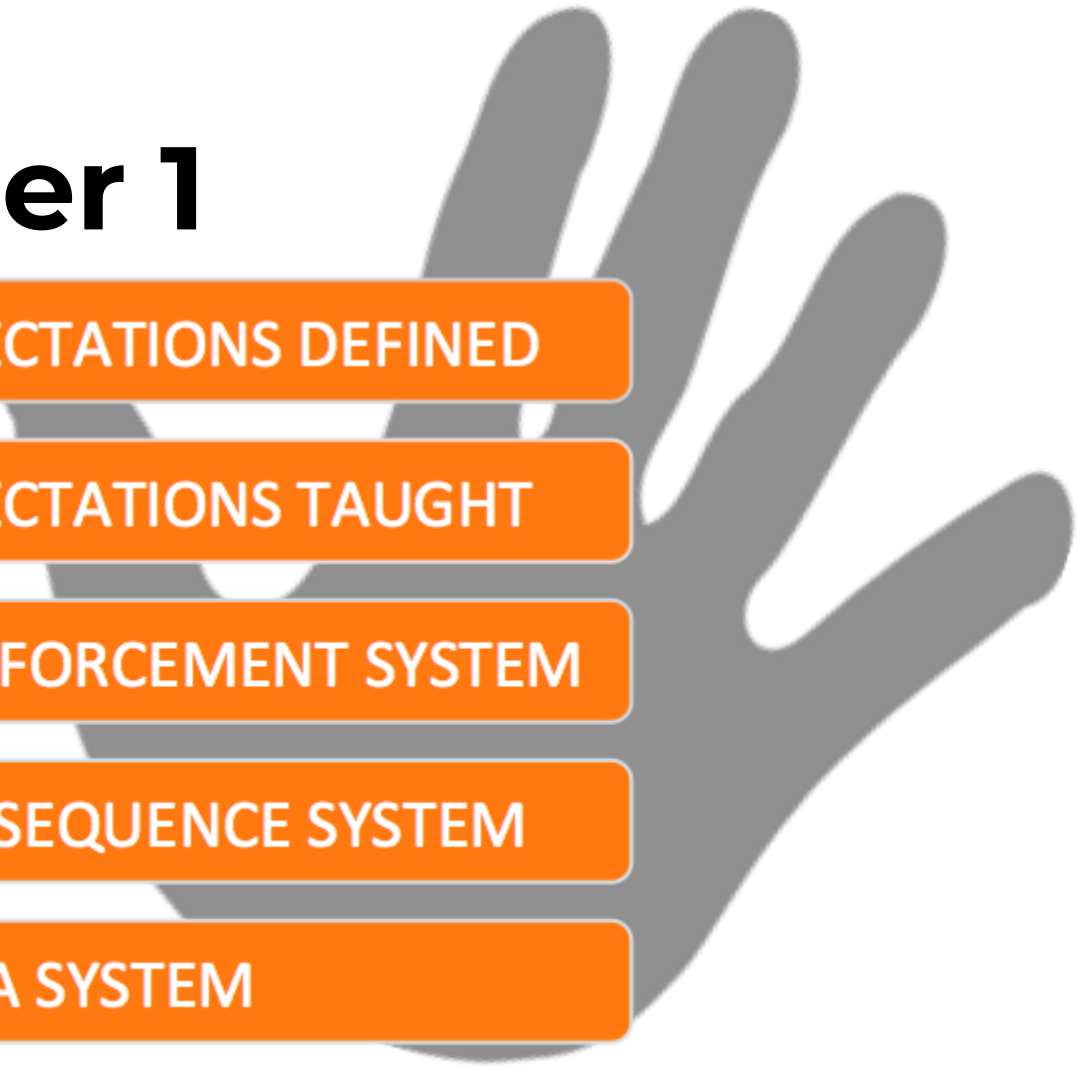 er 1
ECTATIONS DEFINED
ECTATIONS TAUGHT
FORCEMENT SYSTEM
SEQUENCE SYSTEM
A SYSTEM